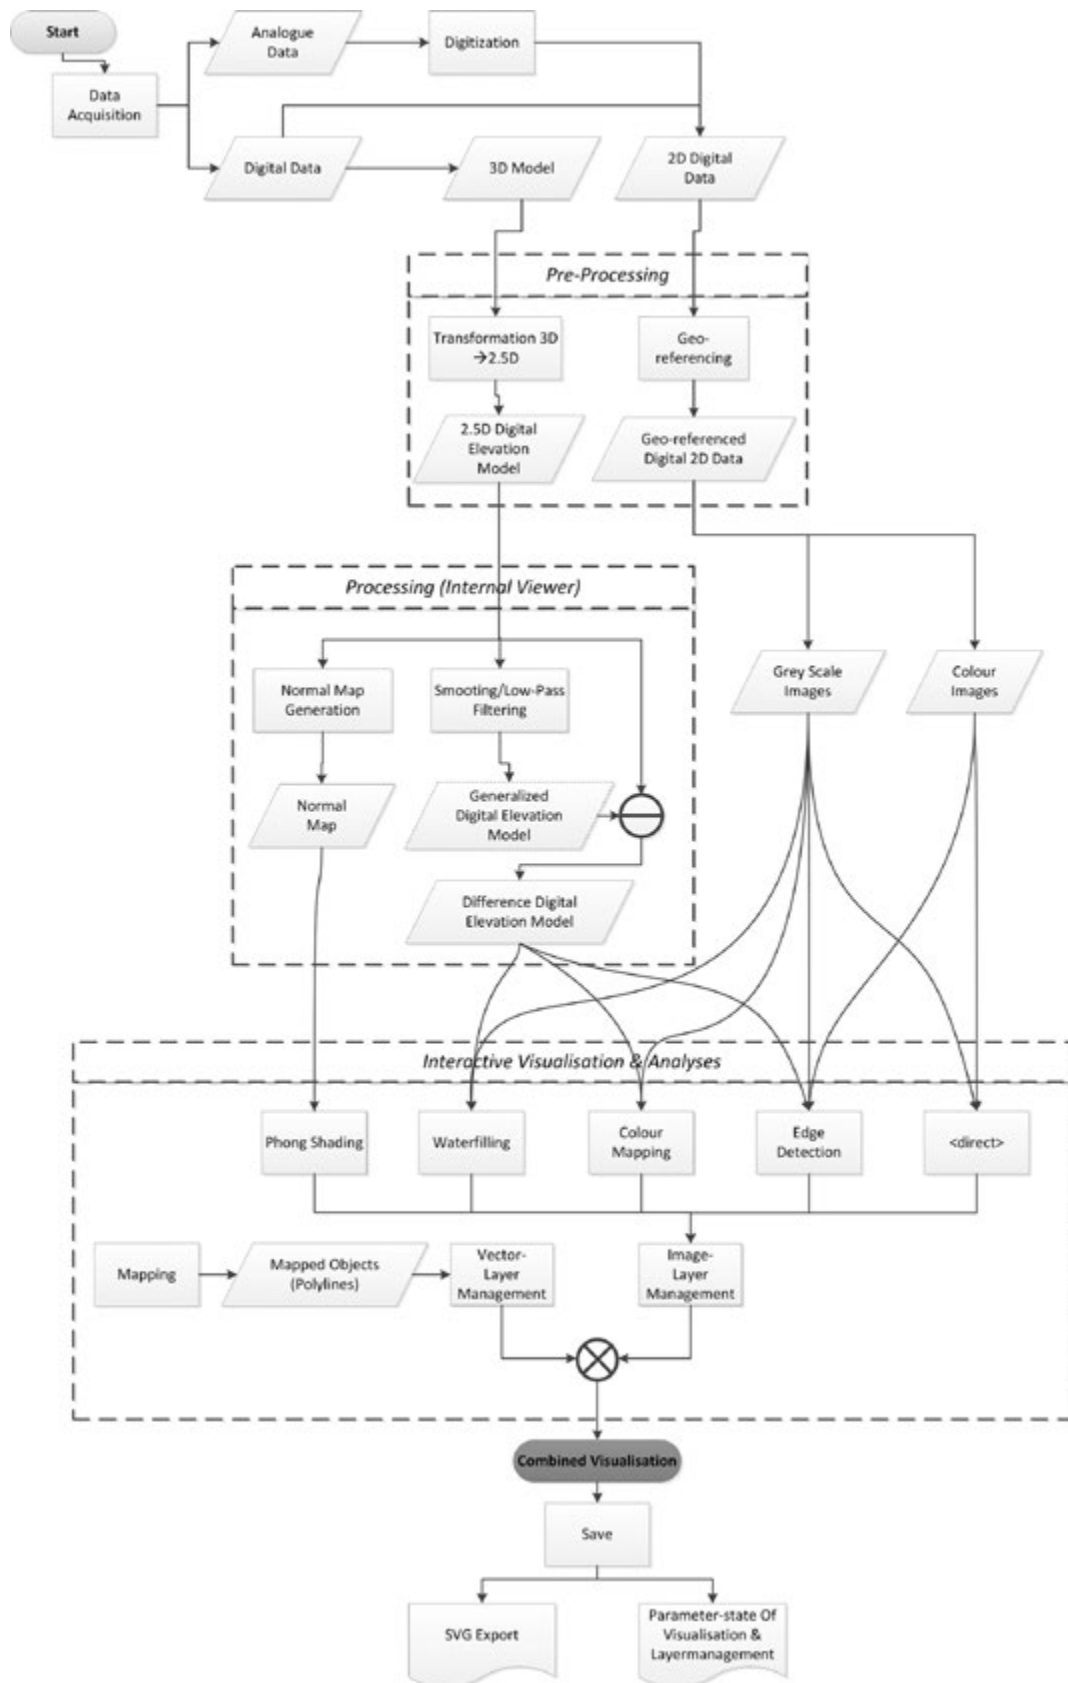 Start
Analogue
Data
Digitization
Data
Acquisition
Digital Data
3D Model
2D Digital
Data
Pre-Processing
Transformation 3D
→2.5D
Geo-
referencing
2.5D Digital
Elevation
Model
Geo-referenced
Digital 2D Data
Processing (Internal Viewer)
Normal Map
Generation
Smooting/Low-Pass
Filtering
Grey Scale
Images
Colour
Images
Normal
Map
Generalized
Digital Elevation
Model
Difference Digital
Elevation Model
Interactive Visualisation & Analyses
Phong Shading
Waterfilling
Colour
Mapping
Edge
Detection
<direct>
Mapping
Mapped Objects
(Polylines)
Vector-
Layer
Management
Image-
Layer
Management
Combined Visualisation
Save
SVG Export
Parameter-state Of
Visualisation &
Layermanagement